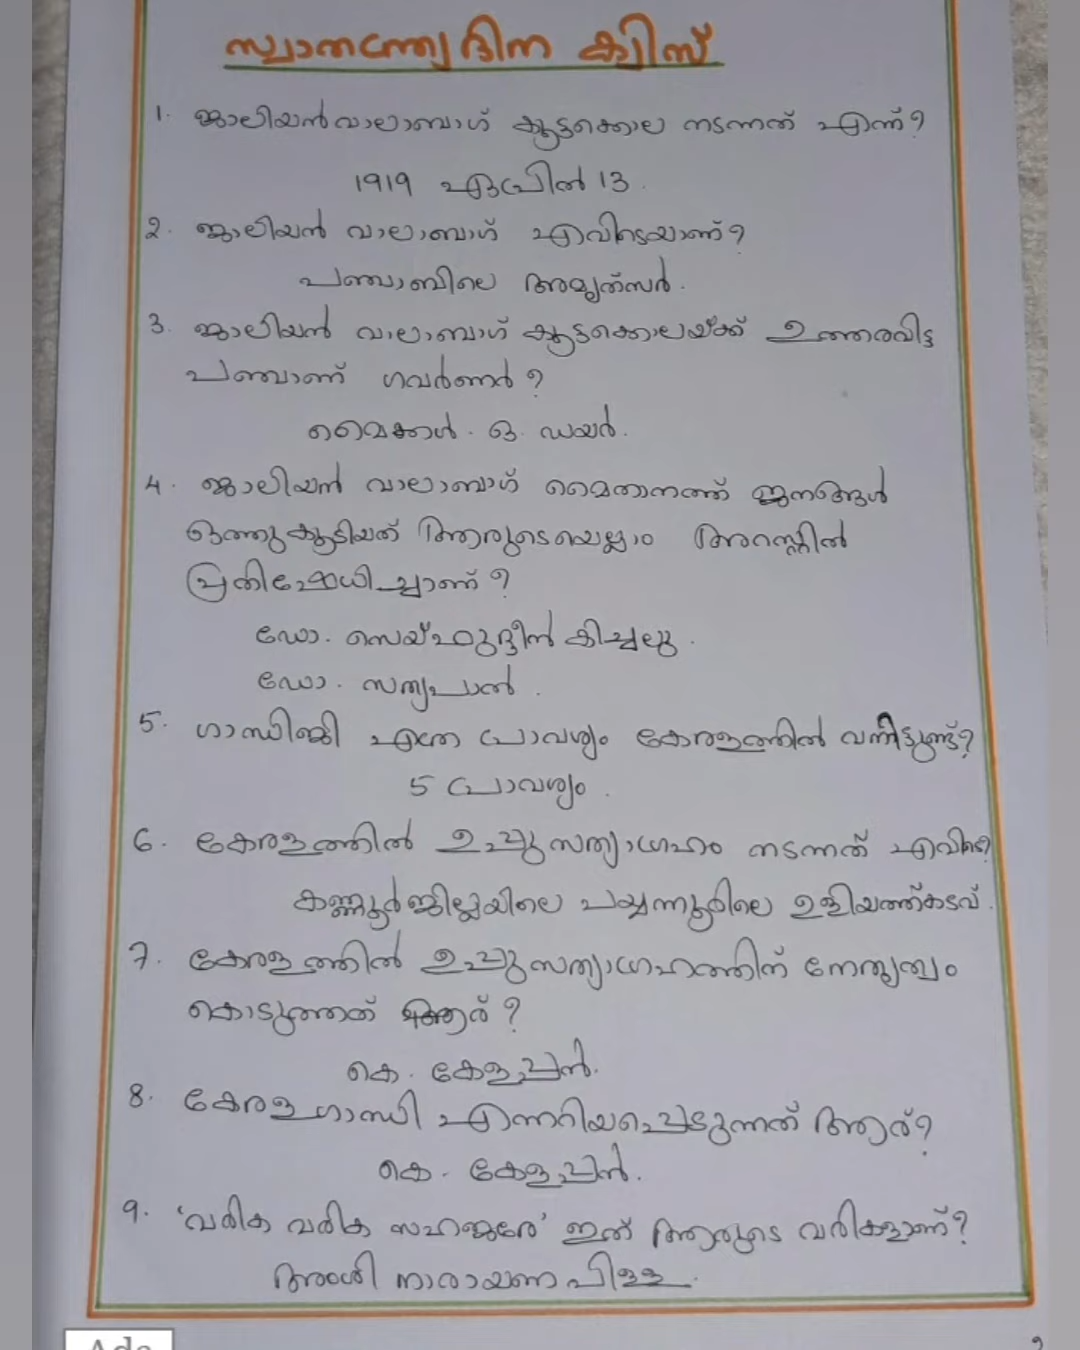 സ്വാതന്ത്ര്യദിന ക്വിസ്
1. ജാലിയൻവാലാബാഗ് കൂട്ടക്കൊല നടന്നത് എന്ന്?
1919 ഏപ്രിൽ 13.
2. ജാലിയൻ വാലാബാഗ് എവിടെയാണ്?
പഞ്ചാബിലെ അമൃത്സർ.
3. ജാലിയൻ വാലാബാഗ് കൂട്ടക്കൊലയ്ക്ക് ഉത്തരവിട്ട
പഞ്ചാബ് ഗവർണർ?
മൈക്കൾ. ഒ. ഡയർ.
4. ജാലിയൻ വാലാബാഗ് മൈതാനത്ത് ജനങ്ങൾ
ഒത്തുകൂടിയത് ആരുടെയെല്ലാം അറസ്റ്റിൽ
പ്രതിഷേധിച്ചാണ്?
ഡോ. സെയ്ഫുദ്ദീൻ കിച്ചലു.
ഡോ. സത്യപാൽ.
5. ഗാന്ധിജി എത്ര പ്രാവശ്യം കേരളത്തിൽ വന്നിട്ടുണ്ട്?
5 പ്രാവശ്യം.
6. കേരളത്തിൽ ഉപ്പുസത്യാഗ്രഹം നടന്നത് എവിടെ?
കണ്ണൂർജില്ലയിലെ പയ്യന്നൂരിലെ ഉളിയത്ത്കടവ്.
7. കേരളത്തിൽ ഉപ്പുസത്യാഗ്രഹത്തിന് നേതൃത്വം
കൊടുത്തത് ആര്?
കെ. കേളപ്പൻ.
8. കേരളഗാന്ധി എന്നറിയപ്പെടുന്നത് ആര്?
കെ. കേളപ്പൻ.
9. 'വരിക വരിക സഹജരേ' ഇത് ആരുടെ വരികളാണ്?
അംശി നാരായണ പിള്ള.